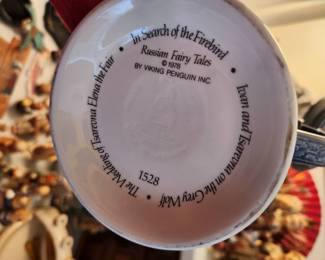 • In Search of the Firebird •
Ivan and Tsarevna on the Grey Wolf •
The Wedding of Tsarevna Elena the Fair
Russian Fairy Tales
© 1978
BY VIKING PENGUIN INC
1528